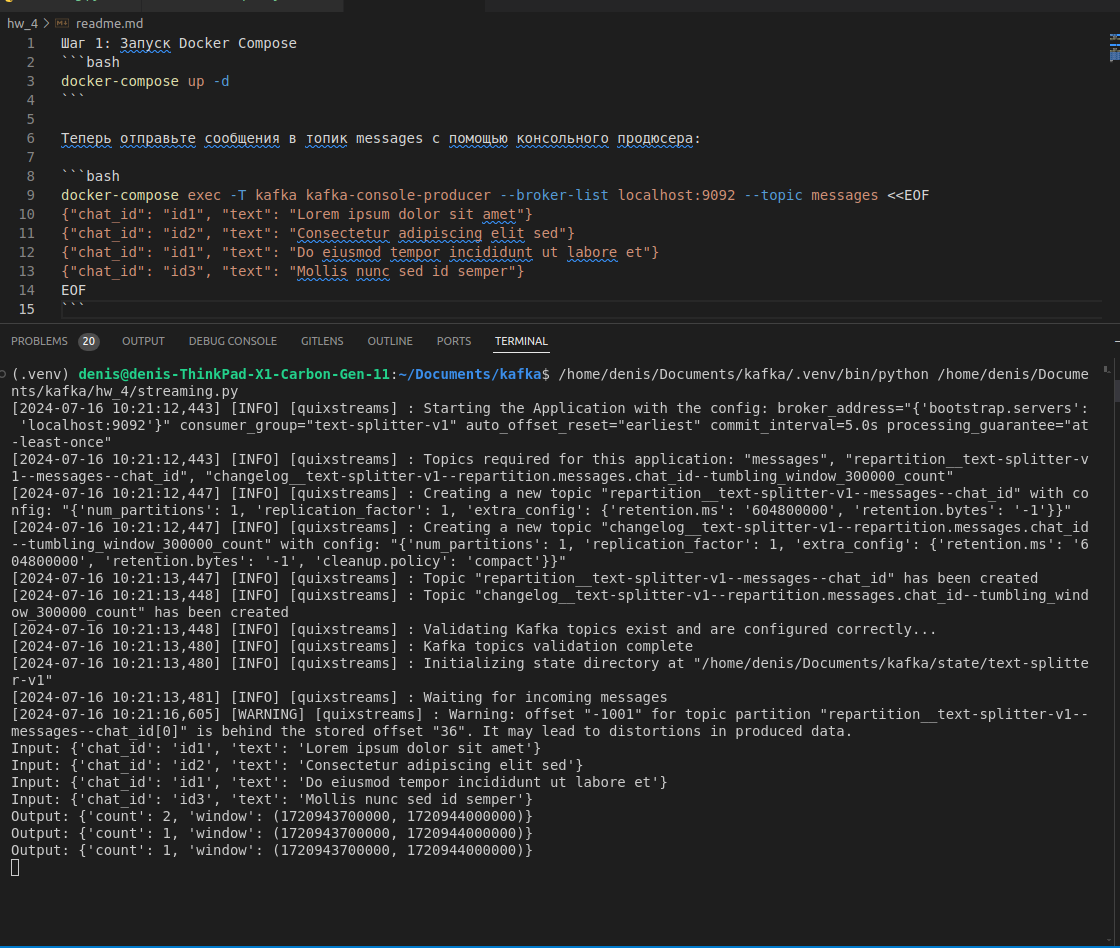 hw_4 > readme.md
1 Шаг 1: Запуск Docker Compose
2 ```bash
3 docker-compose up -d
4 ```
5
6 Теперь отправьте сообщения в топик messages с помощью консольного продюсера:
7
8 ```bash
9 docker-compose exec -T kafka kafka-console-producer --broker-list localhost:9092 --topic messages <<EOF
10 {"chat_id": "id1", "text": "Lorem ipsum dolor sit amet"}
11 {"chat_id": "id2", "text": "Consectetur adipiscing elit sed"}
12 {"chat_id": "id1", "text": "Do eiusmod tempor incididunt ut labore et"}
13 {"chat_id": "id3", "text": "Mollis nunc sed id semper"}
14 EOF
15 ```
PROBLEMS 20 OUTPUT DEBUG CONSOLE GITLENS OUTLINE PORTS TERMINAL
(.venv) denis@denis-ThinkPad-X1-Carbon-Gen-11:~/Documents/kafka$ /home/denis/Documents/kafka/.venv/bin/python /home/denis/Docume
nts/kafka/hw_4/streaming.py
[2024-07-16 10:21:12,443] [INFO] [quixstreams] : Starting the Application with the config: broker_address="{'bootstrap.servers':
'localhost:9092'}" consumer_group="text-splitter-v1" auto_offset_reset="earliest" commit_interval=5.0s processing_guarantee="at
-least-once"
[2024-07-16 10:21:12,443] [INFO] [quixstreams] : Topics required for this application: "messages", "repartition__text-splitter-v
1--messages--chat_id", "changelog__text-splitter-v1--repartition.messages.chat_id--tumbling_window_300000_count"
[2024-07-16 10:21:12,447] [INFO] [quixstreams] : Creating a new topic "repartition__text-splitter-v1--messages--chat_id" with co
nfig: "{'num_partitions': 1, 'replication_factor': 1, 'extra_config': {'retention.ms': '604800000', 'retention.bytes': '-1'}}"
[2024-07-16 10:21:12,447] [INFO] [quixstreams] : Creating a new topic "changelog__text-splitter-v1--repartition.messages.chat_id
--tumbling_window_300000_count" with config: "{'num_partitions': 1, 'replication_factor': 1, 'extra_config': {'retention.ms': '6
04800000', 'retention.bytes': '-1', 'cleanup.policy': 'compact'}}"
[2024-07-16 10:21:13,447] [INFO] [quixstreams] : Topic "repartition__text-splitter-v1--messages--chat_id" has been created
[2024-07-16 10:21:13,448] [INFO] [quixstreams] : Topic "changelog__text-splitter-v1--repartition.messages.chat_id--tumbling_wind
ow_300000_count" has been created
[2024-07-16 10:21:13,448] [INFO] [quixstreams] : Validating Kafka topics exist and are configured correctly...
[2024-07-16 10:21:13,480] [INFO] [quixstreams] : Kafka topics validation complete
[2024-07-16 10:21:13,480] [INFO] [quixstreams] : Initializing state directory at "/home/denis/Documents/kafka/state/text-splitte
r-v1"
[2024-07-16 10:21:13,481] [INFO] [quixstreams] : Waiting for incoming messages
[2024-07-16 10:21:16,605] [WARNING] [quixstreams] : Warning: offset "-1001" for topic partition "repartition__text-splitter-v1--
messages--chat_id[0]" is behind the stored offset "36". It may lead to distortions in produced data.
Input: {'chat_id': 'id1', 'text': 'Lorem ipsum dolor sit amet'}
Input: {'chat_id': 'id2', 'text': 'Consectetur adipiscing elit sed'}
Input: {'chat_id': 'id1', 'text': 'Do eiusmod tempor incididunt ut labore et'}
Input: {'chat_id': 'id3', 'text': 'Mollis nunc sed id semper'}
Output: {'count': 2, 'window': (1720943700000, 1720944000000)}
Output: {'count': 1, 'window': (1720943700000, 1720944000000)}
Output: {'count': 1, 'window': (1720943700000, 1720944000000)}